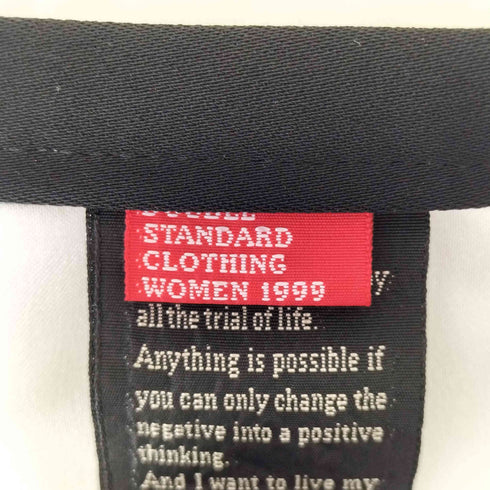 STANDARD
CLOTHING
WOMEN 1999
y
all the trial of life.
Anything is possible if
you can only change the
negative into a positive
thinking.
And I want to live my